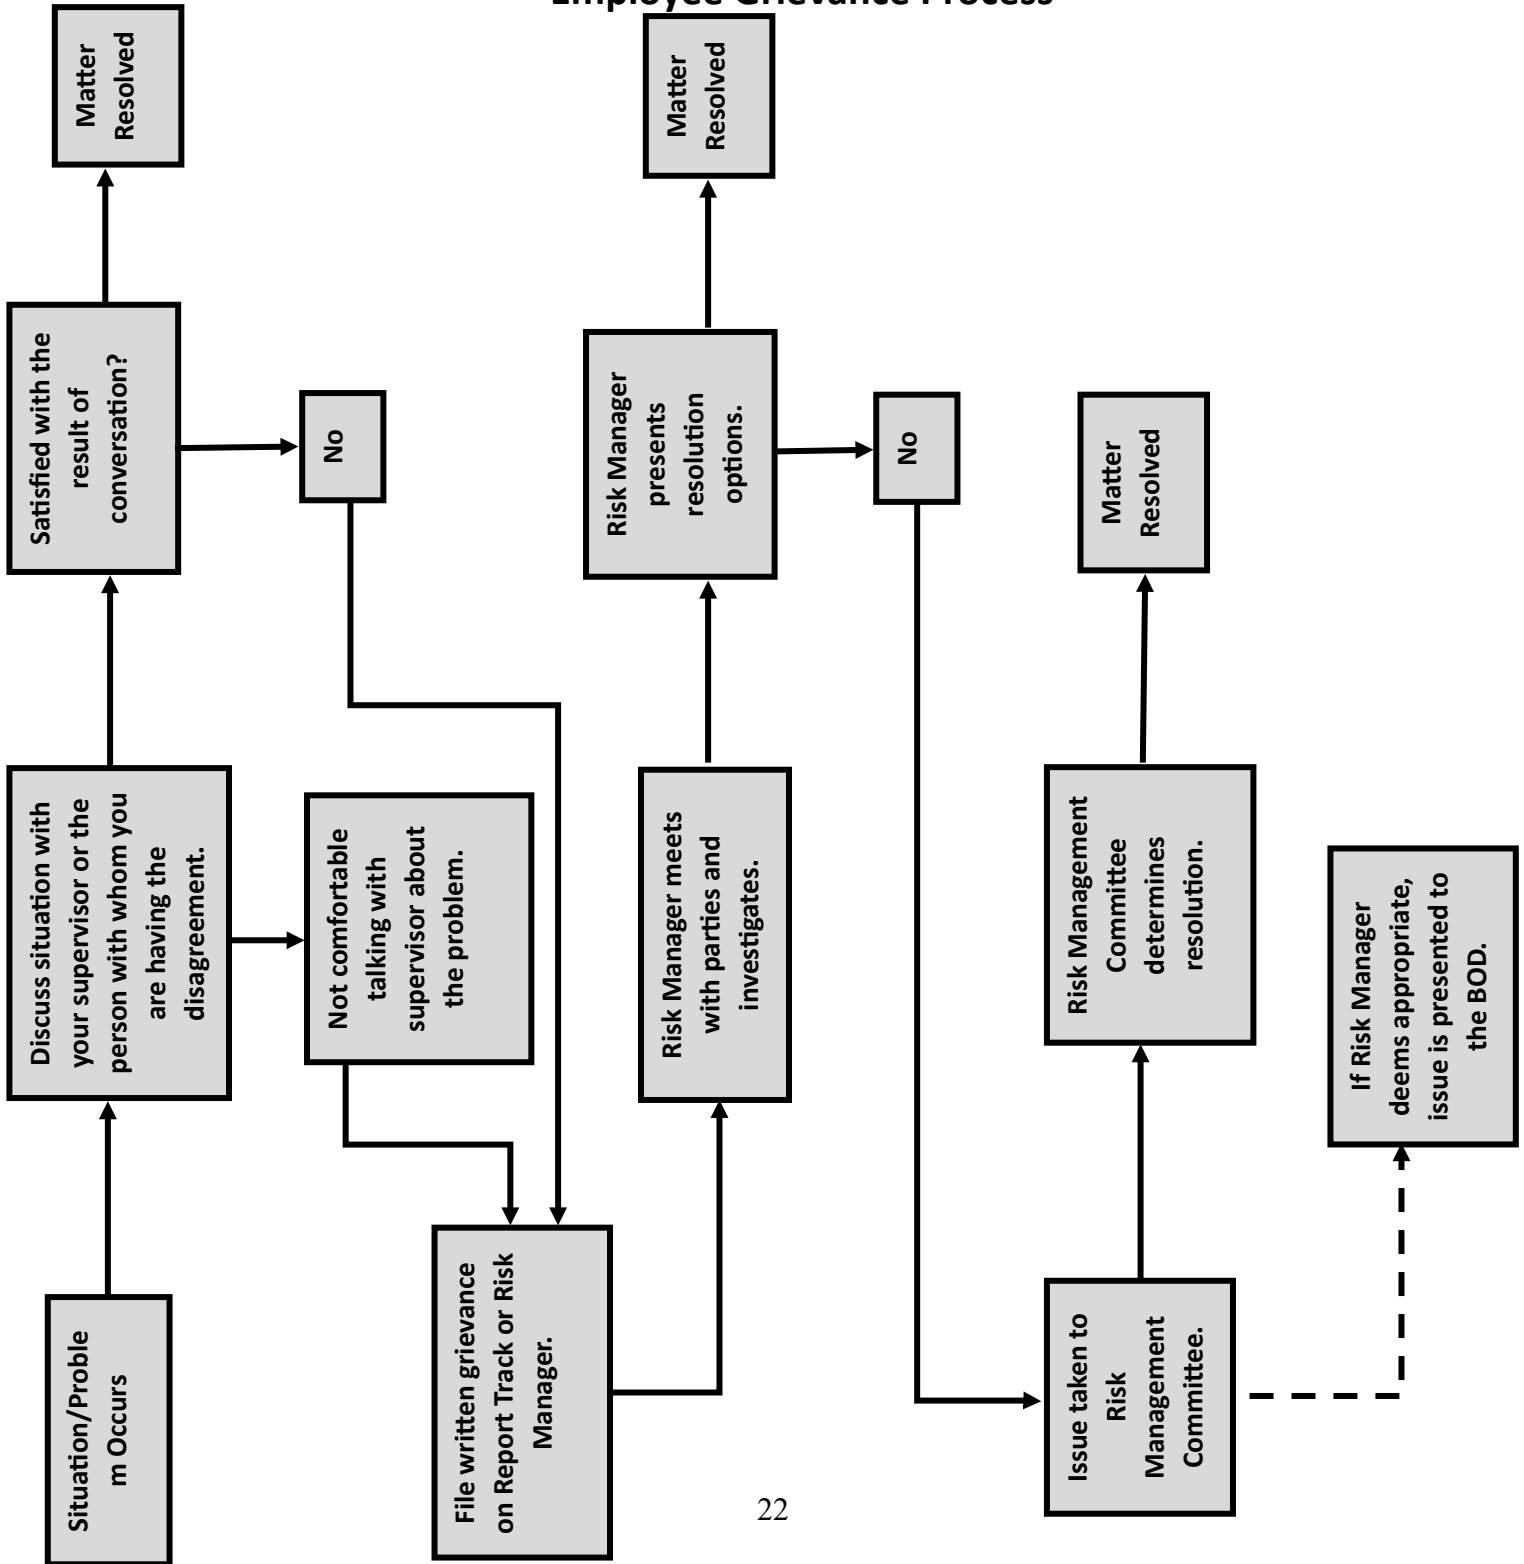 Employee Grievance Process
Situation/Proble
m Occurs
Discuss situation with
your supervisor or the
person with whom you
are having the
disagreement.
Satisfied with the
result of
conversation?
Matter
Resolved
Not comfortable
talking with
supervisor about
the problem.
No
File written grievance
on Report Track or Risk
Manager.
Risk Manager meets
with parties and
investigates.
Risk Manager
presents
resolution
options.
Matter
Resolved
No
Issue taken to
Risk
Management
Committee.
Risk Management
Committee
determines
resolution.
Matter
Resolved
If Risk Manager
deems appropriate,
issue is presented to
the BOD.
22